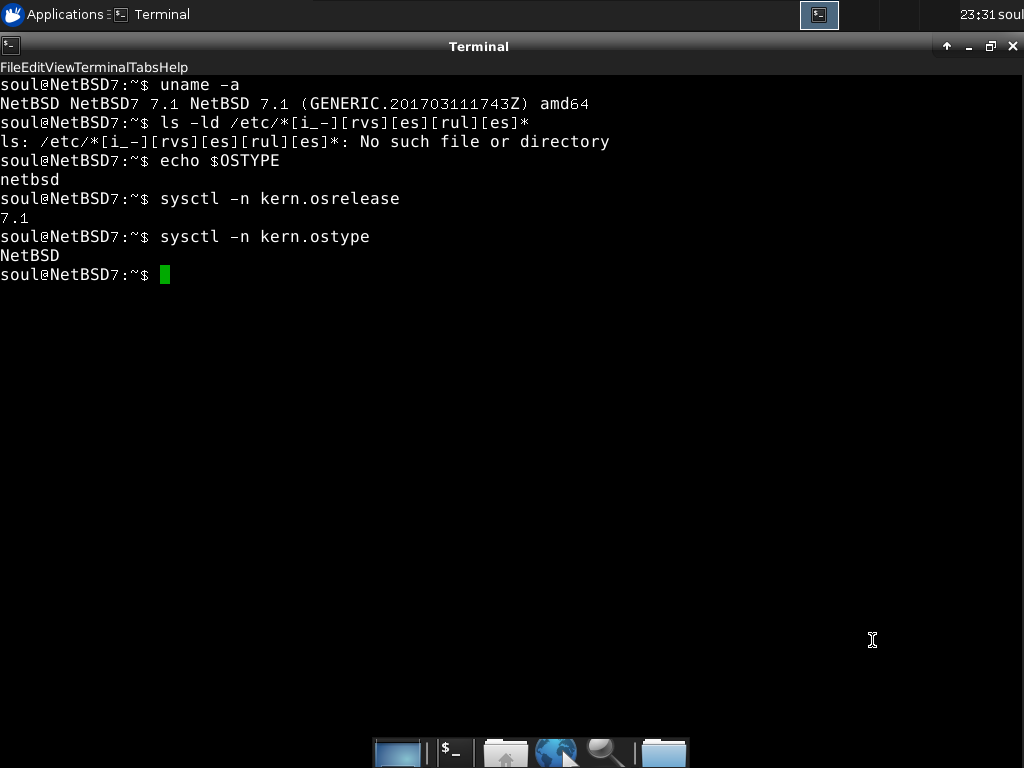 Applications Terminal 23:31 soul
Terminal
File Edit View Terminal Tabs Help
soul@NetBSD7:~$ uname -a
NetBSD NetBSD7 7.1 NetBSD 7.1 (GENERIC.201703111743Z) amd64
soul@NetBSD7:~$ ls -ld /etc/*[i_-][rvs][es][rul][es]*
ls: /etc/*[i_-][rvs][es][rul][es]*: No such file or directory
soul@NetBSD7:~$ echo $OSTYPE
netbsd
soul@NetBSD7:~$ sysctl -n kern.osrelease
7.1
soul@NetBSD7:~$ sysctl -n kern.ostype
NetBSD
soul@NetBSD7:~$
$_